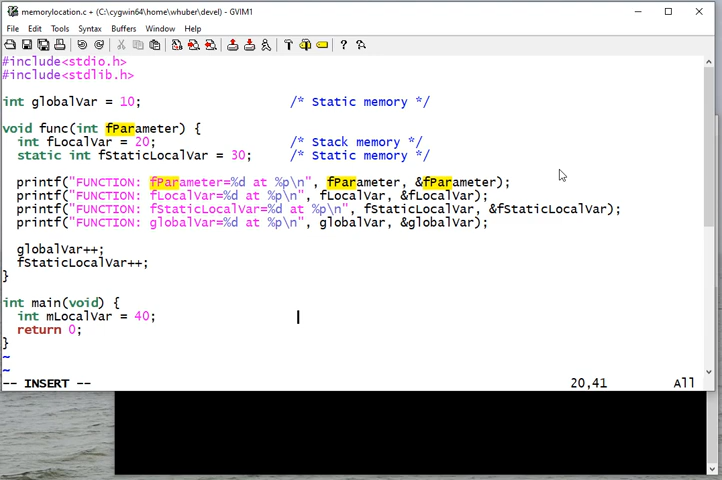 memorylocation.c + (C:\cygwin64\home\whuber\devel) - GVIM1
File Edit Tools Syntax Buffers Window Help
#include<stdio.h>
#include<stdlib.h>
int globalVar = 10; /* Static memory */
void func(int fParameter) {
int fLocalVar = 20; /* Stack memory */
static int fStaticLocalVar = 30; /* Static memory */
printf("FUNCTION: fParameter=%d at %p\n", fParameter, &fParameter);
printf("FUNCTION: fLocalVar=%d at %p\n", fLocalVar, &fLocalVar);
printf("FUNCTION: fStaticLocalVar=%d at %p\n", fStaticLocalVar, &fStaticLocalVar);
printf("FUNCTION: globalVar=%d at %p\n", globalVar, &globalVar);
globalVar++;
fStaticLocalVar++;
}
int main(void) {
int mLocalVar = 40;
return 0;
}
~
~
-- INSERT -- 20,41 All